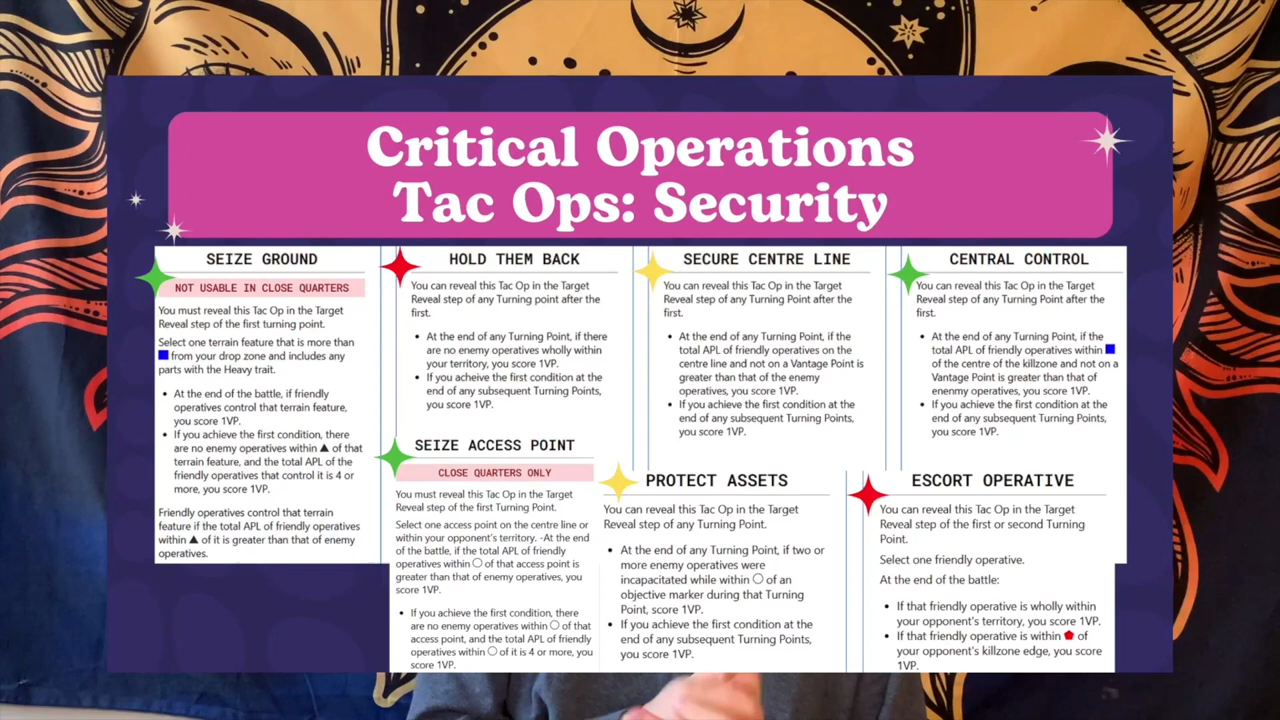 Critical Operations
Tac Ops: Security
SEIZE GROUND
NOT USABLE IN CLOSE QUARTERS
You must reveal this Tac Op in the Target
Reveal step of the first turning point.
Select one terrain feature that is more than
from your drop zone and includes any
parts with the Heavy trait.
• At the end of the battle, if friendly
operatives control that terrain feature,
you score 1VP.
• If you achieve the first condition, there
are no enemy operatives within ▲ of that
terrain feature, and the total APL of the
friendly operatives that control it is 4 or
more, you score 1VP.
Friendly operatives control that terrain
feature if the total APL of friendly operatives
within ▲ of it is greater than that of enemy
operatives.
HOLD THEM BACK
You can reveal this Tac Op in the Target
Reveal step of any Turning point after the
first.
• At the end of any Turning Point, if there
are no enemy operatives wholly within
your territory, you score 1VP.
• If you acheive the first condition at the
end of any subsequent Turning Points,
you score 1VP.
SECURE CENTRE LINE
You can reveal this Tac Op in the Target
Reveal step of any Turning Point after the
first.
• At the end of any Turning Point, if the
total APL of friendly operatives on the
centre line and not on a Vantage Point is
greater than that of the enemy
operatives, you score 1VP.
• If you achieve the first condition at the
end of any subsequent Turning Points,
you score 1VP.
CENTRAL CONTROL
You can reveal this Tac Op in the Target
Reveal step of any Turning Point after the
first.
• At the end of any Turning Point, if the
total APL of friendly operatives within
of the centre of the killzone and not on a
Vantage Point is greater than that of
enenmy operatives, you score 1VP.
• If you achieve the first condition at the
end of any subsequent Turning Points,
you score 1VP.
SEIZE ACCESS POINT
CLOSE QUARTERS ONLY
You must reveal this Tac Op in the Target
Reveal step of the first Turning Point.
Select one access point on the centre line or
within your opponent's territory. -At the end
of the battle, if the total APL of friendly
operatives within ○ of that access point is
greater than that of enemy operatives, you
score 1VP.
• If you achieve the first condition, there
are no enemy operatives within ○ of that
access point, and the total APL of friendly
operatives within ○ of it is 4 or more, you
score 1VP.
PROTECT ASSETS
You can reveal this Tac Op in the Target
Reveal step of any Turning Point.
• At the end of any Turning Point, if two or
more enemy operatives were
incapacitated while within ○ of an
objective marker during that Turning
Point, score 1VP.
• If you achieve the first condition at the
end of any subsequent Turning Points,
you score 1VP.
ESCORT OPERATIVE
You can reveal this Tac Op in the Target
Reveal step of the first or second Turning
Point.
Select one friendly operative.
At the end of the battle:
• If that friendly operative is wholly within
your opponent's territory, you score 1VP.
• If that friendly operative is within of
your opponent's killzone edge, you score
1VP.